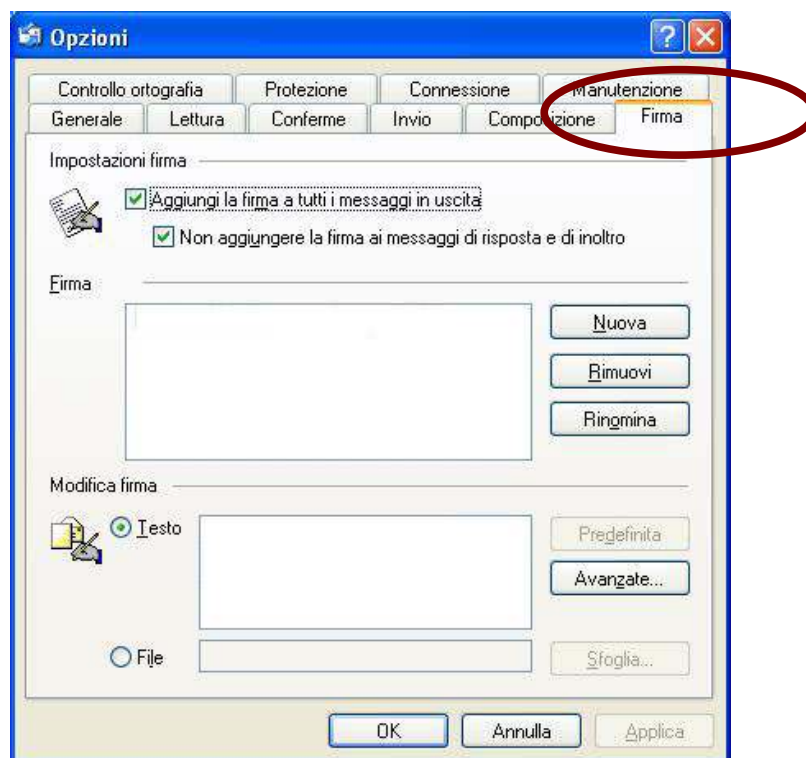 Opzioni
Controllo ortografia Protezione Connessione Manutenzione
Generale Lettura Conferme Invio Composizione Firma
Impostazioni firma
Aggiungi la firma a tutti i messaggi in uscita
Non aggiungere la firma ai messaggi di risposta e di inoltro
Firma
Nuova
Rimuovi
Rinomina
Modifica firma
Testo
Predefinita
Avanzate...
File
Sfoglia...
OK Annulla Applica